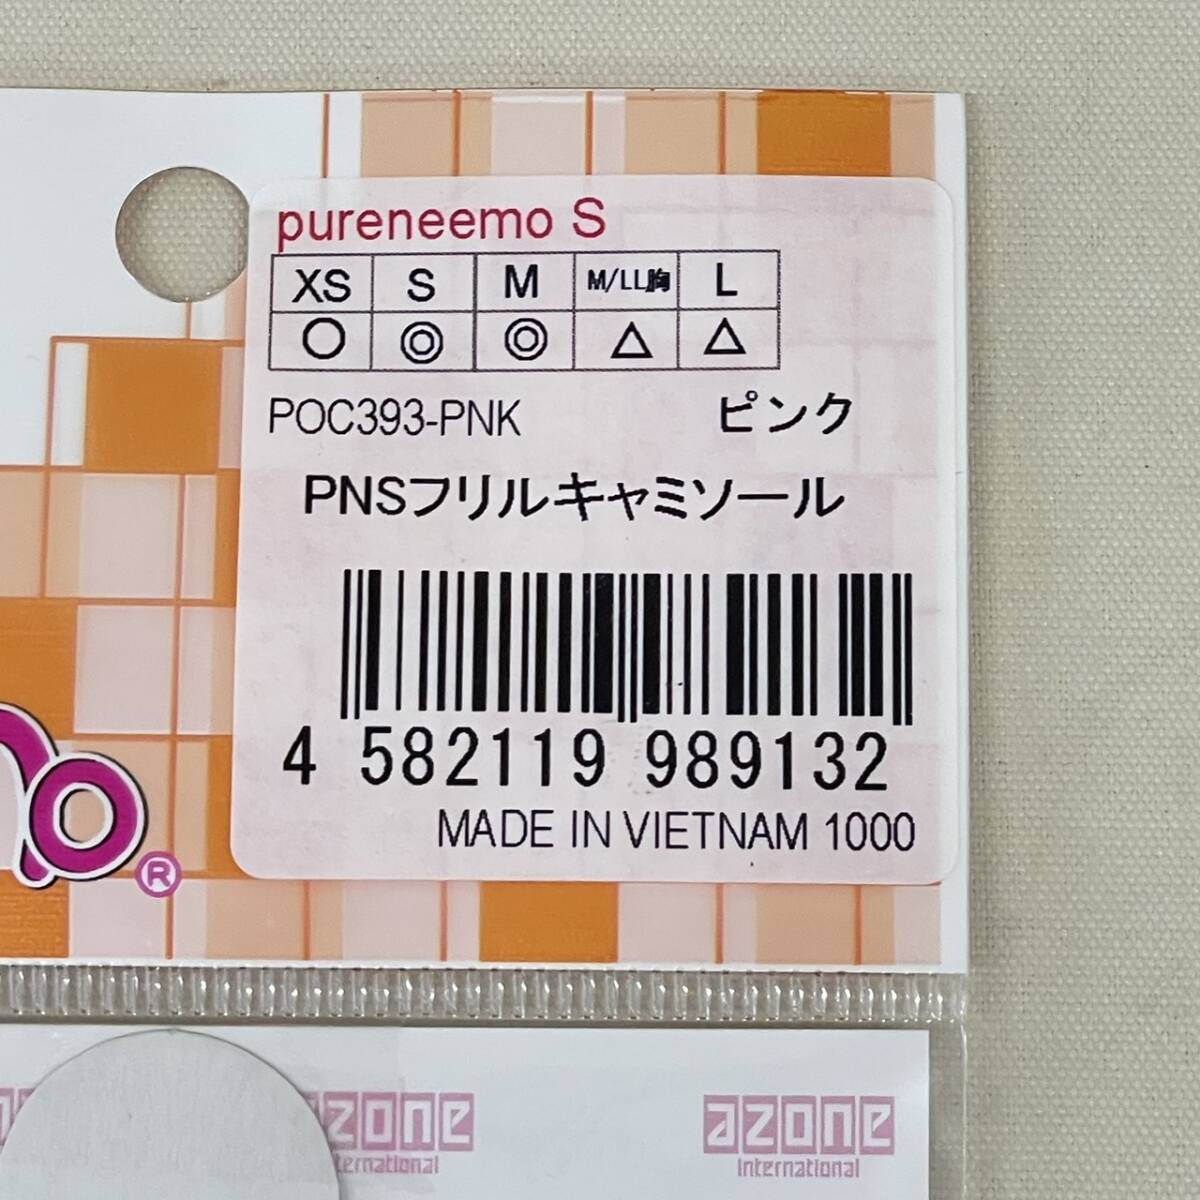 pureneemo S
XS S M M/LL胸 L
○ ◎ ◎ △ △
POC393-PNK ピンク
PNSフリルキャミソール
4 582119 989132
MADE IN VIETNAM 1000
®
azone azone
international international